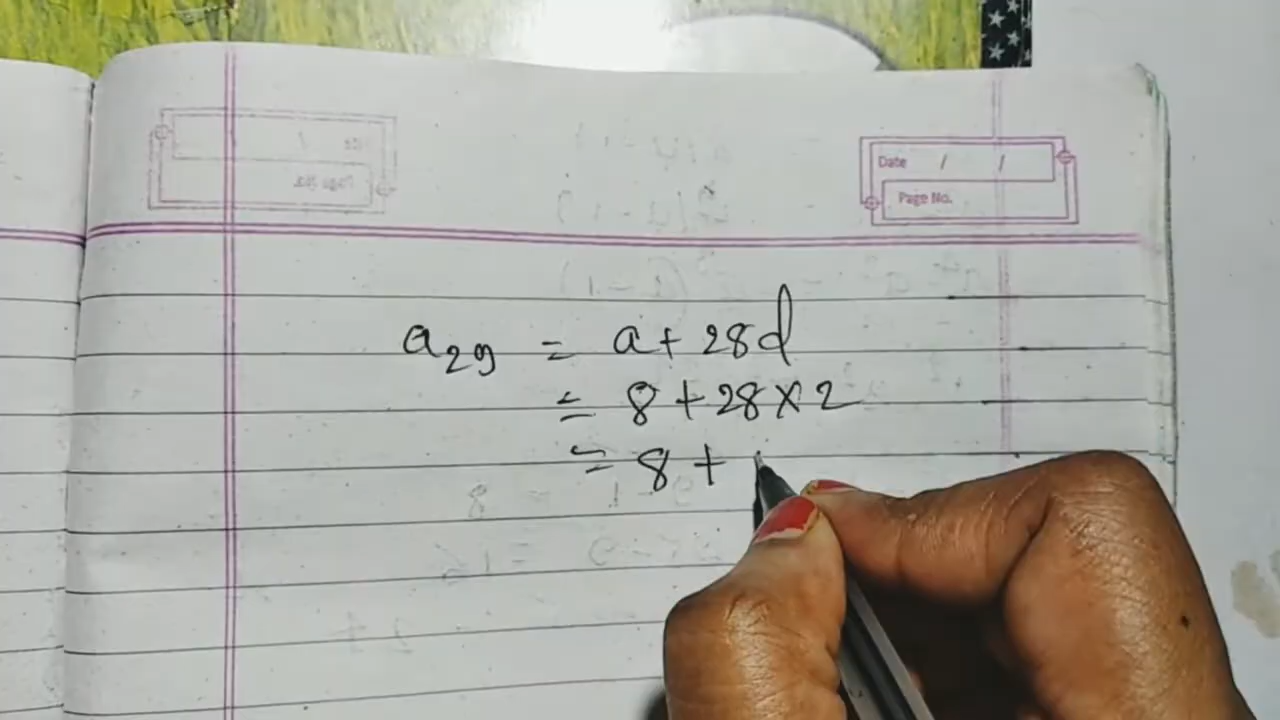 Date / /
Page No.
a₂₉ = a + 28d
= 8 + 28 × 2
= 8 +